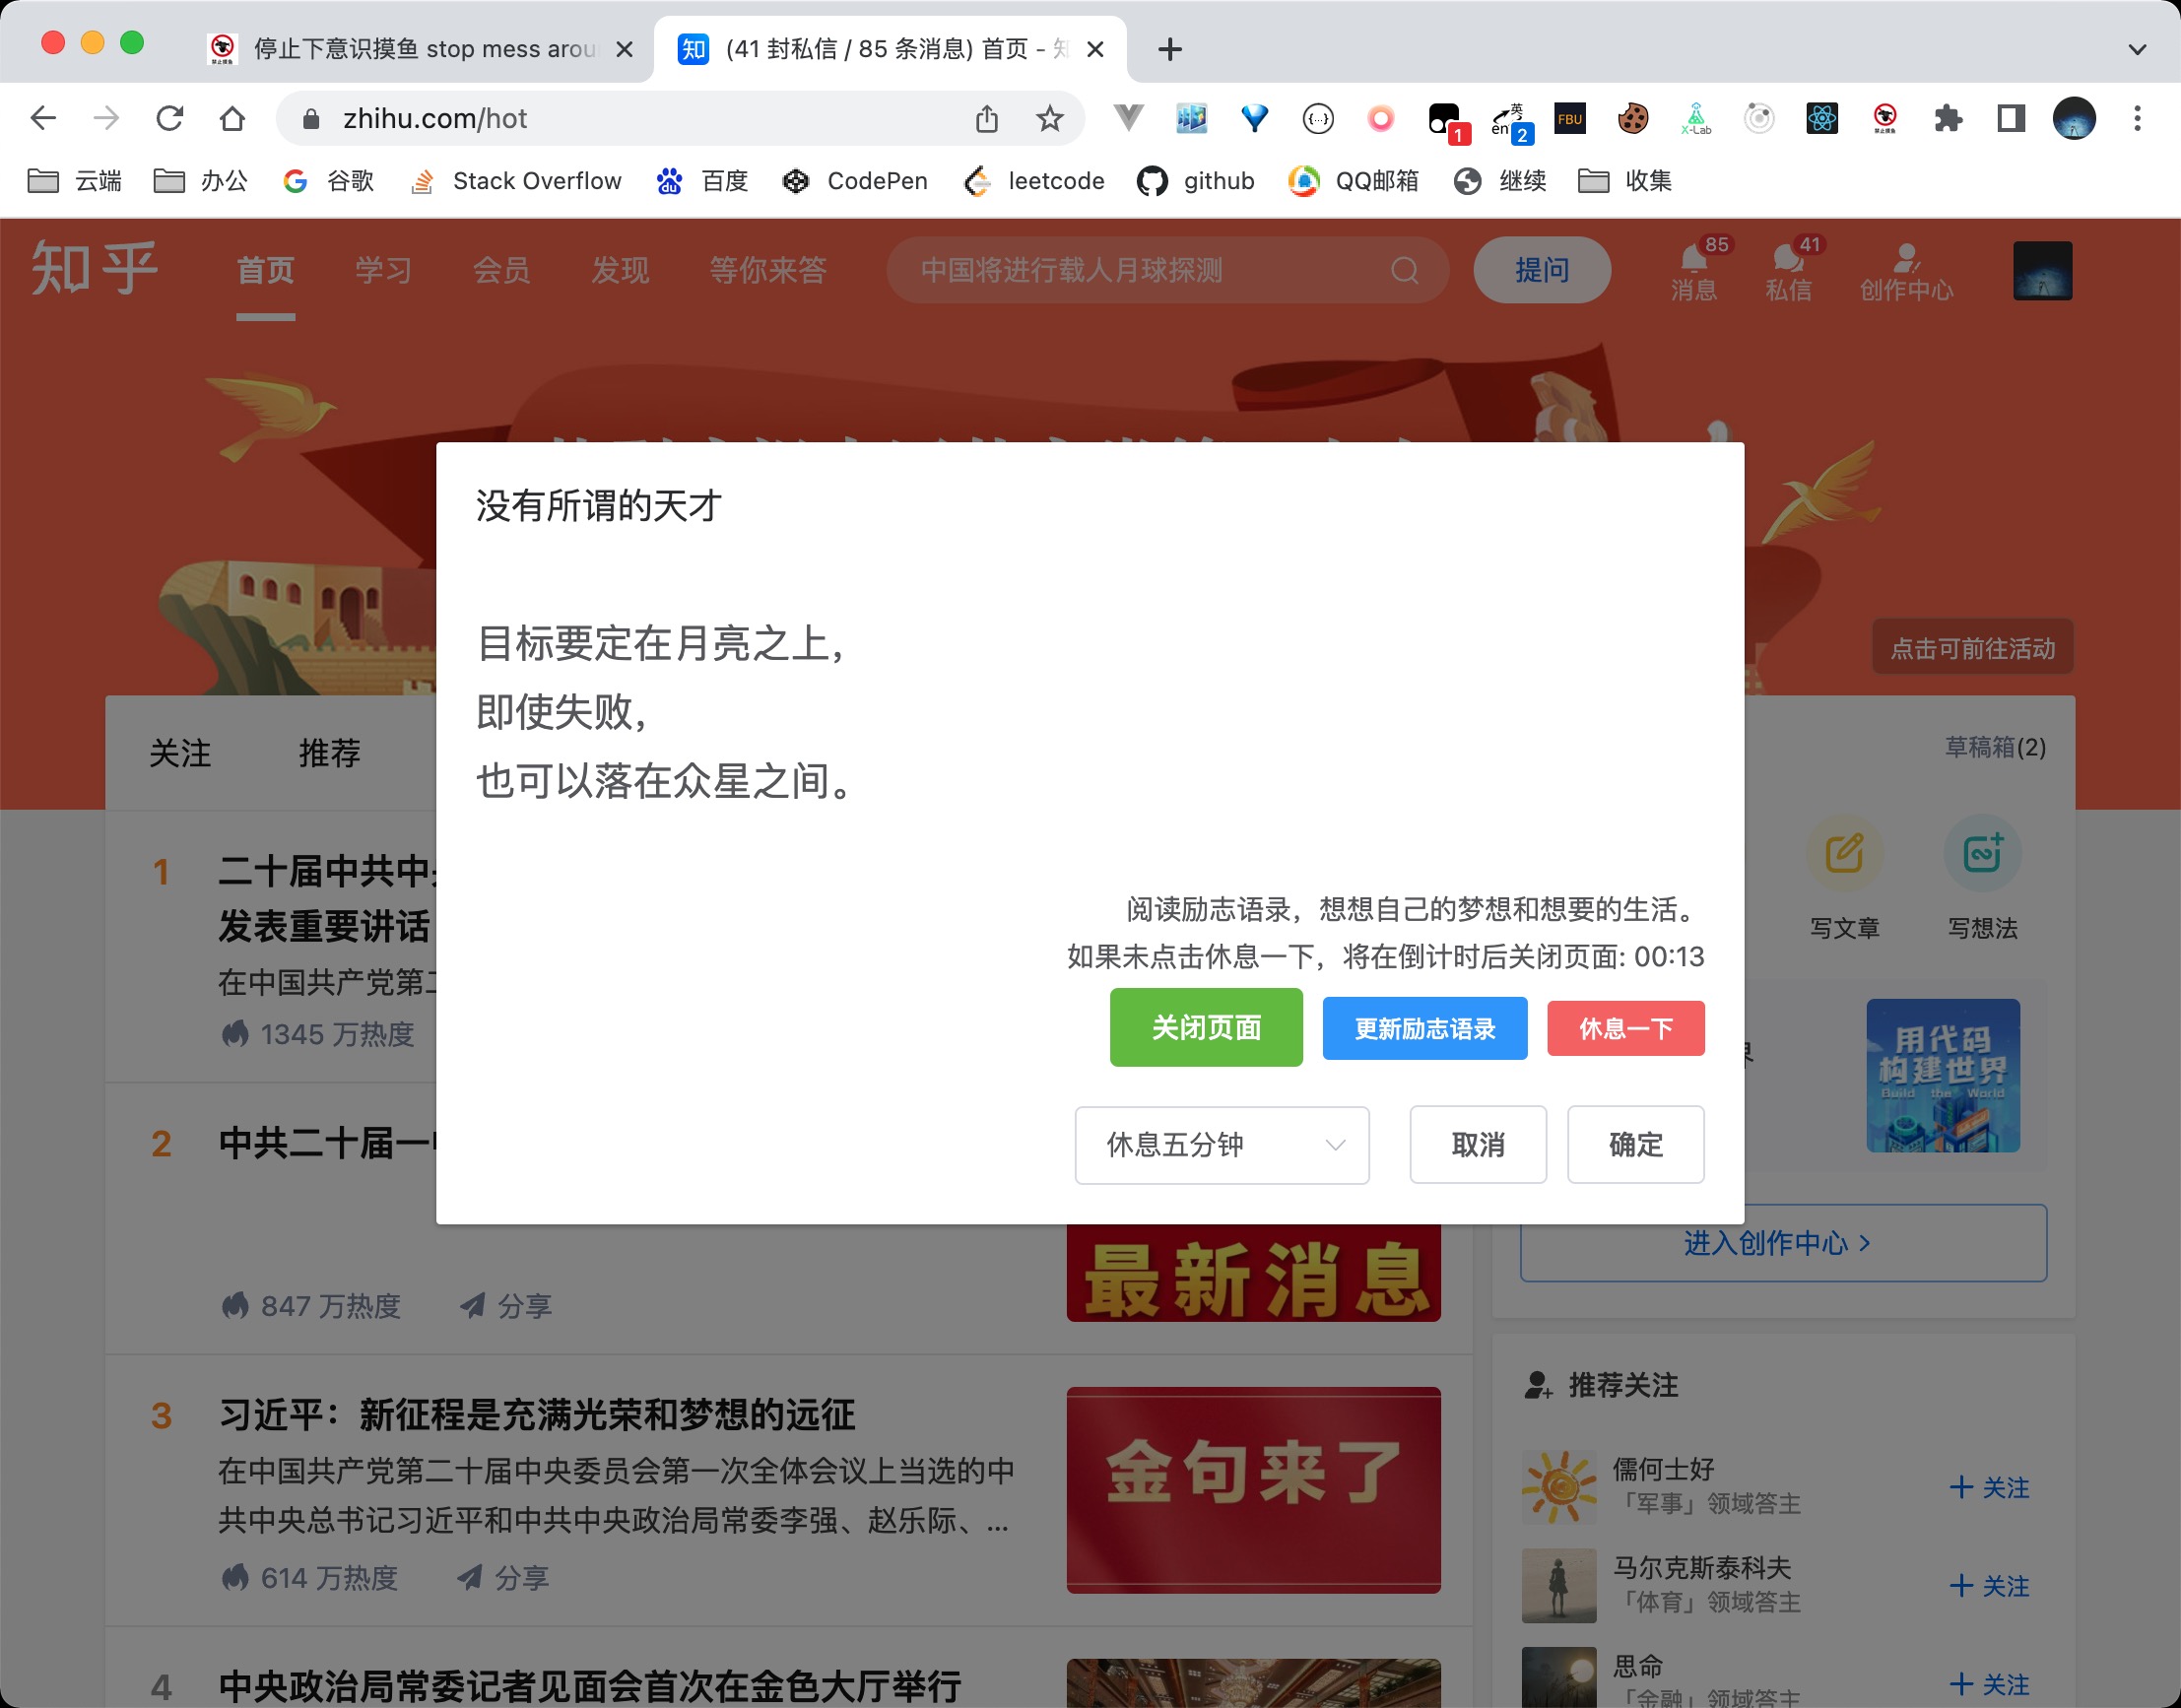 停止下意识摸鱼 stop mess arou
(41 封私信 / 85 条消息) 首页 - 知
zhihu.com/hot
1
英
en
2
FBU
X-Lab
云端
办公
谷歌
Stack Overflow
百度
CodePen
leetcode
github
QQ邮箱
继续
收集
知乎
首页
学习
会员
发现
等你来答
中国将进行载人月球探测
提问
85
消息
41
私信
创作中心
点击可前往活动
没有所谓的天才
目标要定在月亮之上，
即使失败，
也可以落在众星之间。
阅读励志语录，想想自己的梦想和想要的生活。
如果未点击休息一下，将在倒计时后关闭页面: 00:13
关闭页面
更新励志语录
休息一下
休息五分钟
取消
确定
关注
推荐
草稿箱(2)
写文章
写想法
1
二十届中共中
发表重要讲话
在中国共产党第二
1345 万热度
用代码
构建世界
Build the World
2
中共二十届一
847 万热度
分享
最新消息
进入创作中心 >
3
习近平：新征程是充满光荣和梦想的远征
在中国共产党第二十届中央委员会第一次全体会议上当选的中
共中央总书记习近平和中共中央政治局常委李强、赵乐际、...
614 万热度
分享
金句来了
推荐关注
儒何士好
「军事」领域答主
+ 关注
马尔克斯泰科夫
「体育」领域答主
+ 关注
思命
「金融」领域答主
+ 关注
4
中央政治局常委记者见面会首次在金色大厅举行